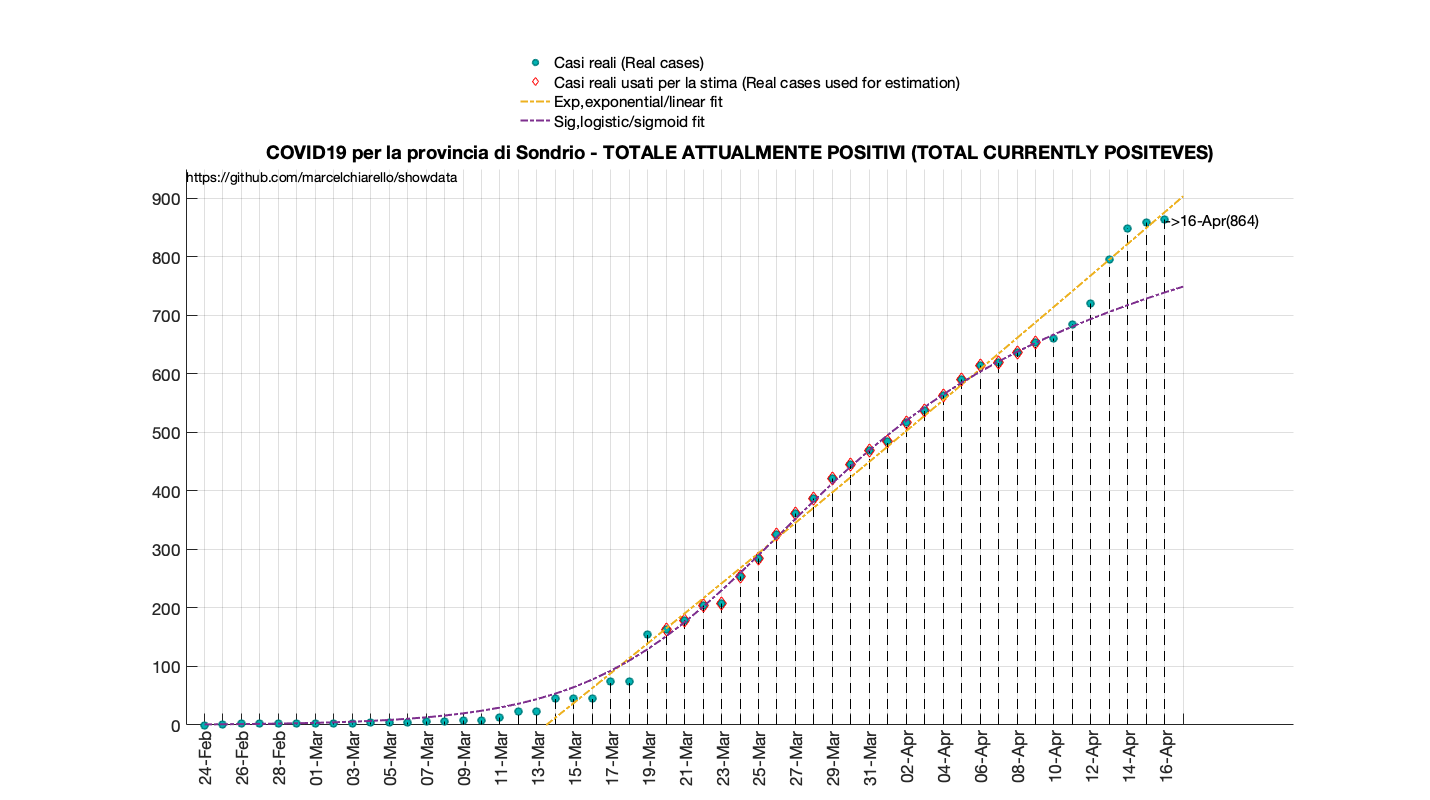 Casi reali (Real cases)
Casi reali usati per la stima (Real cases used for estimation)
Exp,exponential/linear fit
Sig,logistic/sigmoid fit
COVID19 per la provincia di Sondrio - TOTALE ATTUALMENTE POSITIVI (TOTAL CURRENTLY POSITEVES)
https://github.com/marcelchiarello/showdata
900
->16-Apr(864)
800
700
600
500
400
300
200
100
0
24-Feb
26-Feb
28-Feb
01-Mar
03-Mar
05-Mar
07-Mar
09-Mar
11-Mar
13-Mar
15-Mar
17-Mar
19-Mar
21-Mar
23-Mar
25-Mar
27-Mar
29-Mar
31-Mar
02-Apr
04-Apr
06-Apr
08-Apr
10-Apr
12-Apr
14-Apr
16-Apr